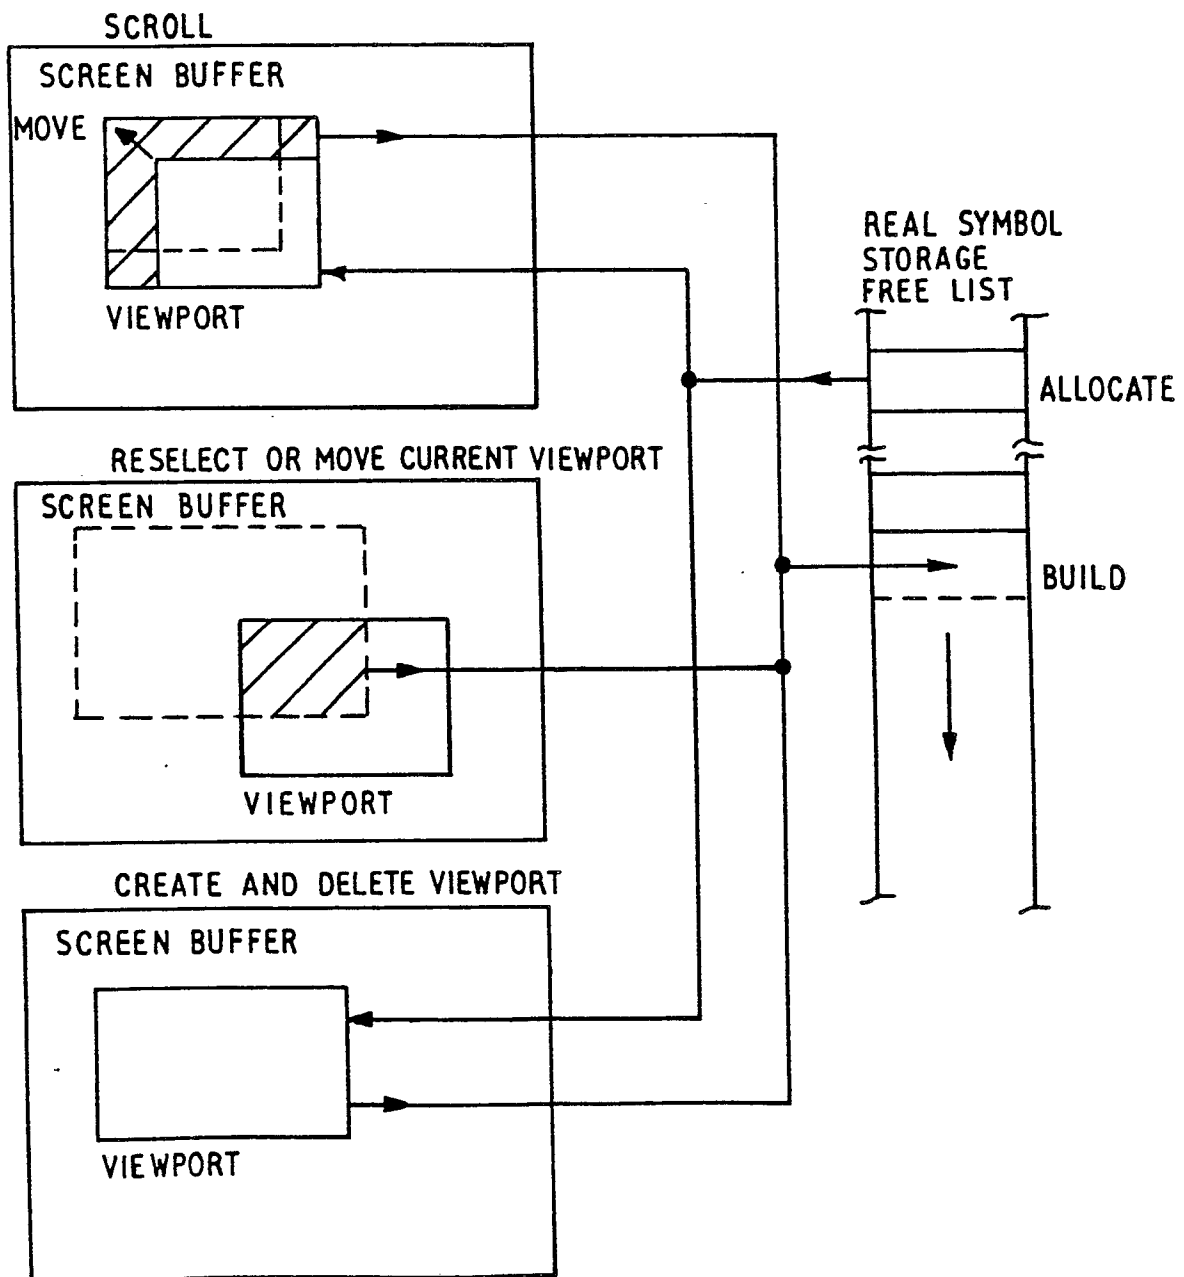 SCROLL
SCREEN BUFFER
MOVE
VIEWPORT
REAL SYMBOL
STORAGE
FREE LIST
ALLOCATE
RESELECT OR MOVE CURRENT VIEWPORT
SCREEN BUFFER
BUILD
VIEWPORT
CREATE AND DELETE VIEWPORT
SCREEN BUFFER
VIEWPORT